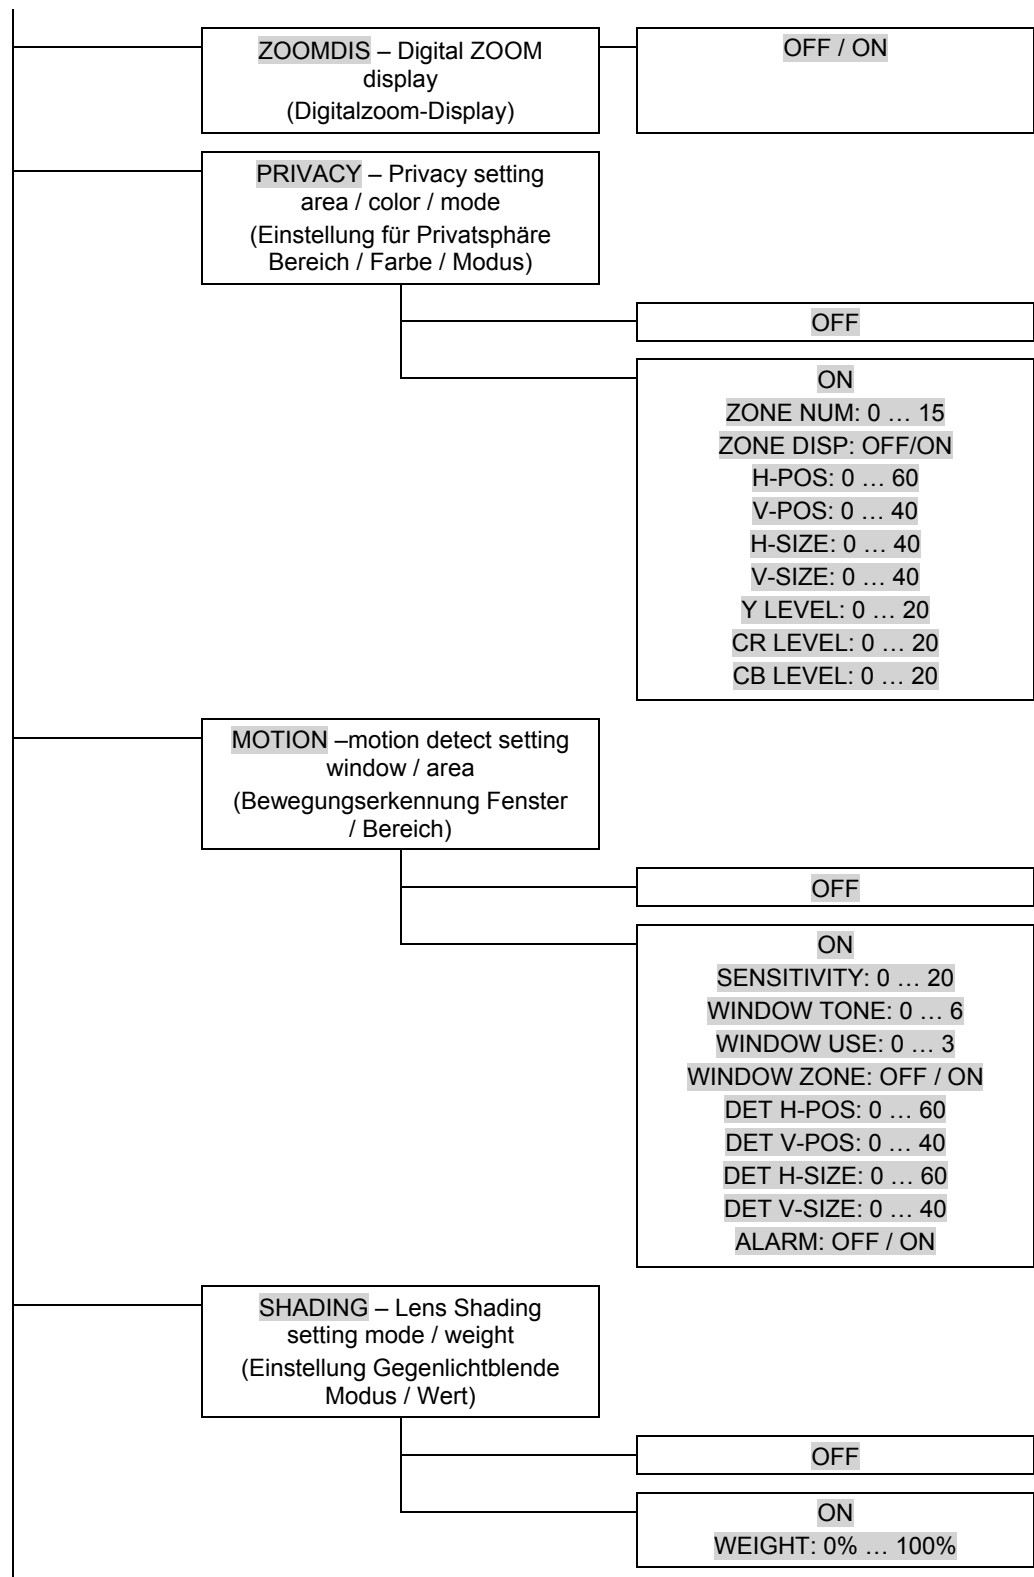 ZOOMDIS – Digital ZOOM
display
(Digitalzoom-Display)
OFF / ON
PRIVACY – Privacy setting
area / color / mode
(Einstellung für Privatsphäre
Bereich / Farbe / Modus)
OFF
ON
ZONE NUM: 0 … 15
ZONE DISP: OFF/ON
H-POS: 0 … 60
V-POS: 0 … 40
H-SIZE: 0 … 40
V-SIZE: 0 … 40
Y LEVEL: 0 … 20
CR LEVEL: 0 … 20
CB LEVEL: 0 … 20
MOTION –motion detect setting
window / area
(Bewegungserkennung Fenster
/ Bereich)
OFF
ON
SENSITIVITY: 0 … 20
WINDOW TONE: 0 … 6
WINDOW USE: 0 … 3
WINDOW ZONE: OFF / ON
DET H-POS: 0 … 60
DET V-POS: 0 … 40
DET H-SIZE: 0 … 60
DET V-SIZE: 0 … 40
ALARM: OFF / ON
SHADING – Lens Shading
setting mode / weight
(Einstellung Gegenlichtblende
Modus / Wert)
OFF
ON
WEIGHT: 0% … 100%